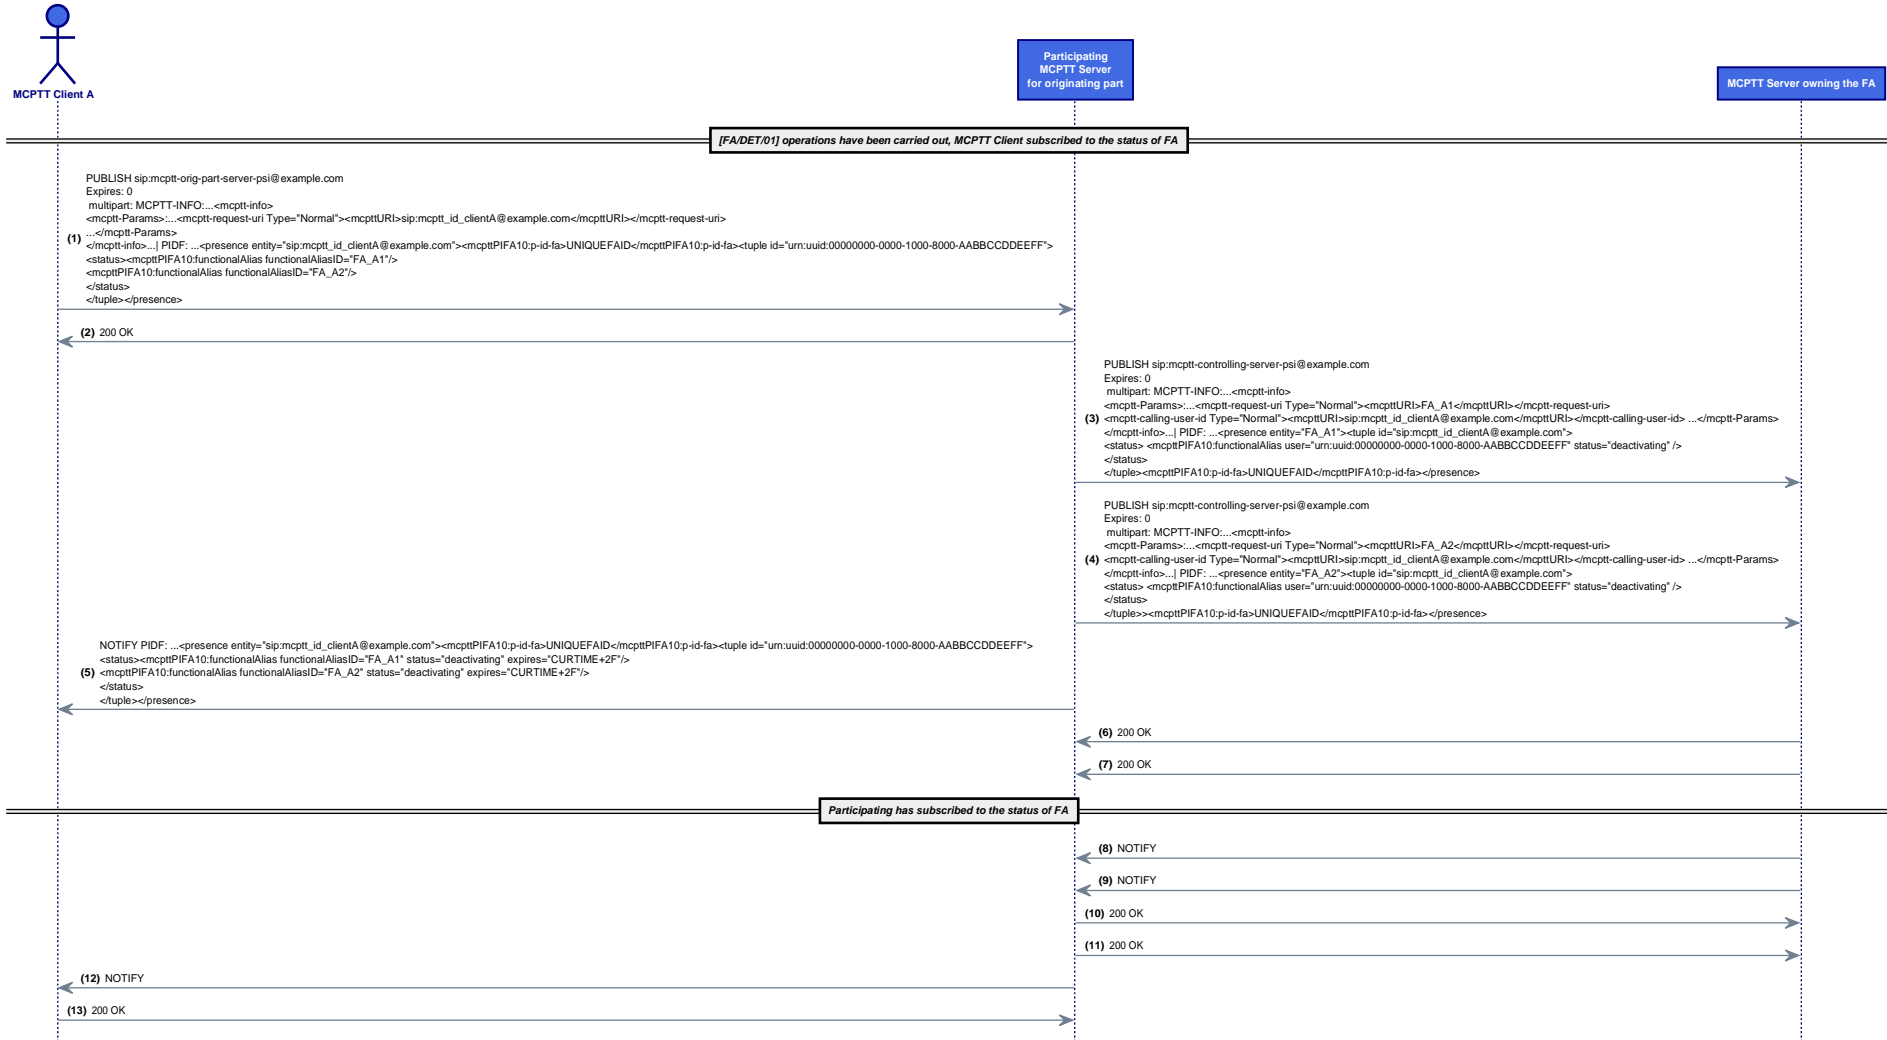 MCPTT Client A
Participating
MCPTT Server
for originating part
MCPTT Server owning the FA
[FA/DET/01] operations have been carried out, MCPTT Client subscribed to the status of FA
PUBLISH sip:mcptt-orig-part-server-psi@example.com
Expires: 0
multipart: MCPTT-INFO:...<mcptt-info>
<mcptt-Params>:...<mcptt-request-uri Type="Normal"><mcpttURI>sip:mcptt_id_clientA@example.com</mcpttURI></mcptt-request-uri>
(1) ...</mcptt-Params>
</mcptt-info>...| PIDF: ...<presence entity="sip:mcptt_id_clientA@example.com"><mcpttPIFA10:p-id-fa>UNIQUEFAID</mcpttPIFA10:p-id-fa><tuple id="urn:uuid:00000000-0000-1000-8000-AABBCCDDEEFF">
<status><mcpttPIFA10:functionalAlias functionalAliasID="FA_A1"/>
<mcpttPIFA10:functionalAlias functionalAliasID="FA_A2"/>
</status>
</tuple></presence>
(2) 200 OK
PUBLISH sip:mcptt-controlling-server-psi@example.com
Expires: 0
multipart: MCPTT-INFO:...<mcptt-info>
<mcptt-Params>:...<mcptt-request-uri Type="Normal"><mcpttURI>FA_A1</mcpttURI></mcptt-request-uri>
(3) <mcptt-calling-user-id Type="Normal"><mcpttURI>sip:mcptt_id_clientA@example.com</mcpttURI></mcptt-calling-user-id> ...</mcptt-Params>
</mcptt-info>...| PIDF: ...<presence entity="FA_A1"><tuple id="sip:mcptt_id_clientA@example.com">
<status> <mcpttPIFA10:functionalAlias user="urn:uuid:00000000-0000-1000-8000-AABBCCDDEEFF" status="deactivating" />
</status>
</tuple><mcpttPIFA10:p-id-fa>UNIQUEFAID</mcpttPIFA10:p-id-fa></presence>
PUBLISH sip:mcptt-controlling-server-psi@example.com
Expires: 0
multipart: MCPTT-INFO:...<mcptt-info>
<mcptt-Params>:...<mcptt-request-uri Type="Normal"><mcpttURI>FA_A2</mcpttURI></mcptt-request-uri>
(4) <mcptt-calling-user-id Type="Normal"><mcpttURI>sip:mcptt_id_clientA@example.com</mcpttURI></mcptt-calling-user-id> ...</mcptt-Params>
</mcptt-info>...| PIDF: ...<presence entity="FA_A2"><tuple id="sip:mcptt_id_clientA@example.com">
<status> <mcpttPIFA10:functionalAlias user="urn:uuid:00000000-0000-1000-8000-AABBCCDDEEFF" status="deactivating" />
</status>
</tuple>><mcpttPIFA10:p-id-fa>UNIQUEFAID</mcpttPIFA10:p-id-fa></presence>
NOTIFY PIDF: ...<presence entity="sip:mcptt_id_clientA@example.com"><mcpttPIFA10:p-id-fa>UNIQUEFAID</mcpttPIFA10:p-id-fa><tuple id="urn:uuid:00000000-0000-1000-8000-AABBCCDDEEFF">
<status><mcpttPIFA10:functionalAlias functionalAliasID="FA_A1" status="deactivating" expires="CURTIME+2F"/>
(5) <mcpttPIFA10:functionalAlias functionalAliasID="FA_A2" status="deactivating" expires="CURTIME+2F"/>
</status>
</tuple></presence>
(6) 200 OK
(7) 200 OK
Participating has subscribed to the status of FA
(8) NOTIFY
(9) NOTIFY
(10) 200 OK
(11) 200 OK
(12) NOTIFY
(13) 200 OK